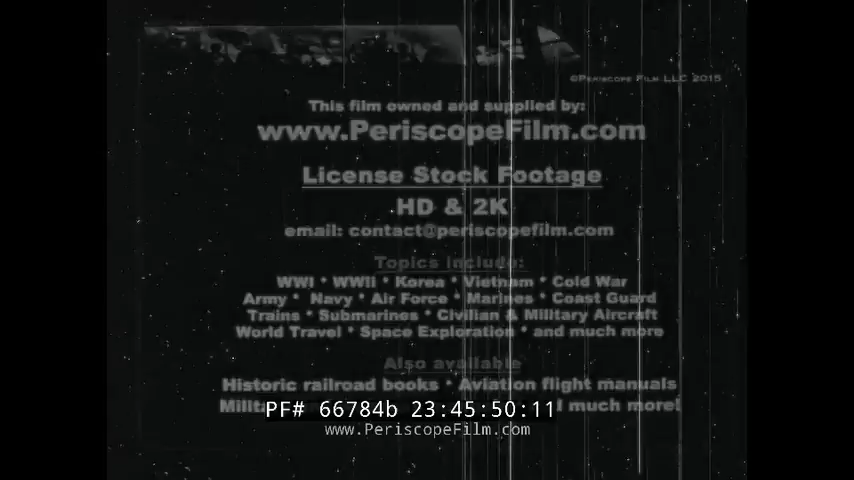 ©Periscope Film LLC 2015
This film owned and supplied by:
www.PeriscopeFilm.com
License Stock Footage
HD & 2K
email: contact@periscopefilm.com
Topics include:
WWI * WWII * Korea * Vietnam * Cold War
Army * Navy * Air Force * Marines * Coast Guard
Trains * Submarines * Civilian & Military Aircraft
World Travel * Space Exploration * and much more
Also available
Historic railroad books * Aviation flight manuals
much more!
PF# 66784b 23:45:50:11
www.PeriscopeFilm.com